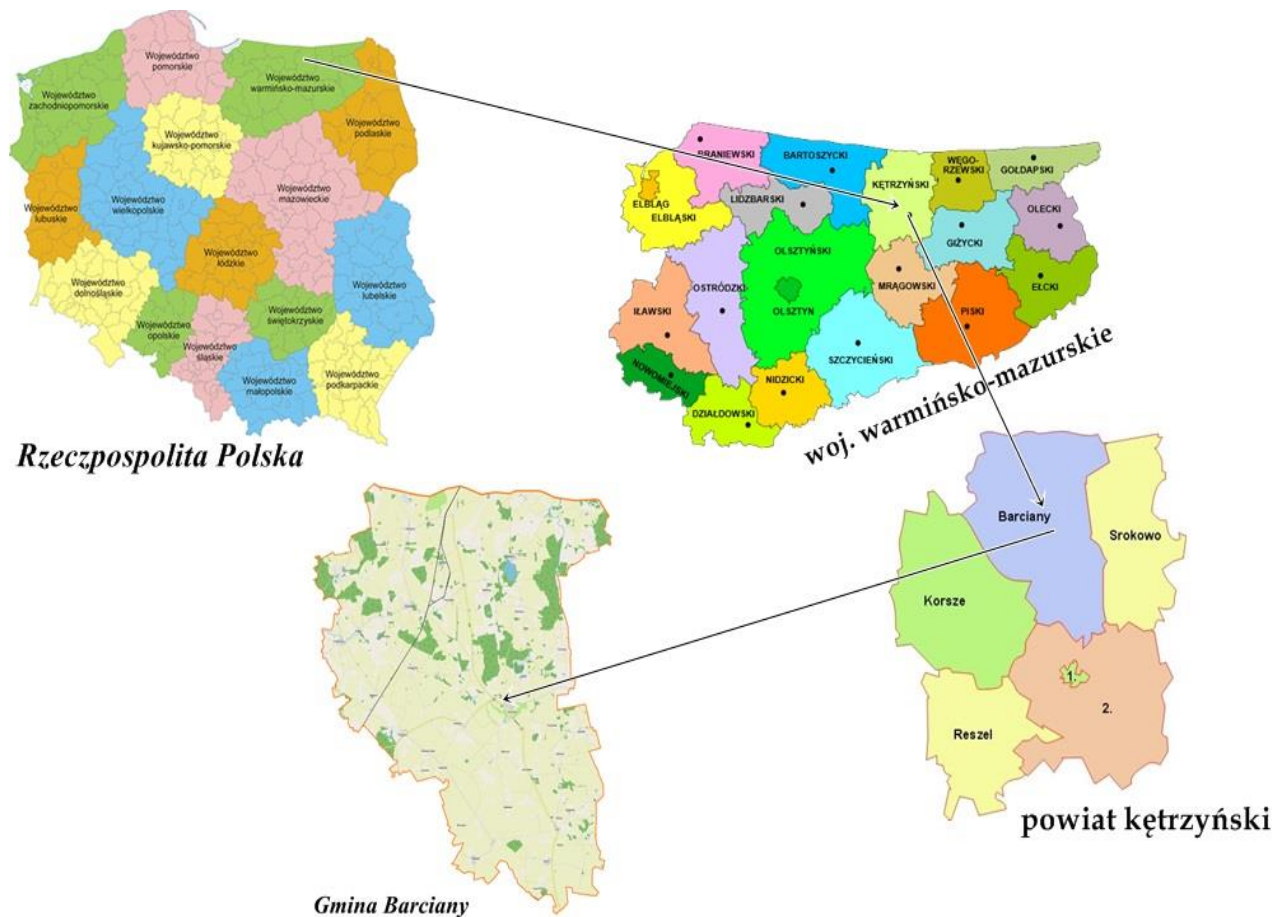 Województwo
pomorskie
Województwo
zachodniopomorskie
Województwo
warmińsko-mazurskie
Województwo
podlaskie
Województwo
kujawsko-pomorskie
Województwo
mazowieckie
Województwo
wielkopolskie
Województwo
lubuskie
Województwo
łódzkie
Województwo
lubelskie
Województwo
dolnośląskie
Województwo
opolskie
Województwo
śląskie
Województwo
świętokrzyskie
Województwo
małopolskie
Województwo
podkarpackie
Rzeczpospolita Polska
BRANIEWSKI
BARTOSZYCKI
KĘTRZYŃSKI
WĘGO-
RZEWSKI
GOŁDAPSKI
ELBLĄG
ELBLĄSKI
LIDZBARSKI
OLECKI
GIŻYCKI
OLSZTYŃSKI
OSTRÓDZKI
MRĄGOWSKI
EŁCKI
IŁAWSKI
OLSZTYN
PISKI
SZCZYCIEŃSKI
NOWOMIEJSKI
NIDZICKI
DZIAŁDOWSKI
woj. warmińsko-mazurskie
Barciany
Srokowo
Korsze
1.
2.
Reszel
powiat kętrzyński
Gmina Barciany